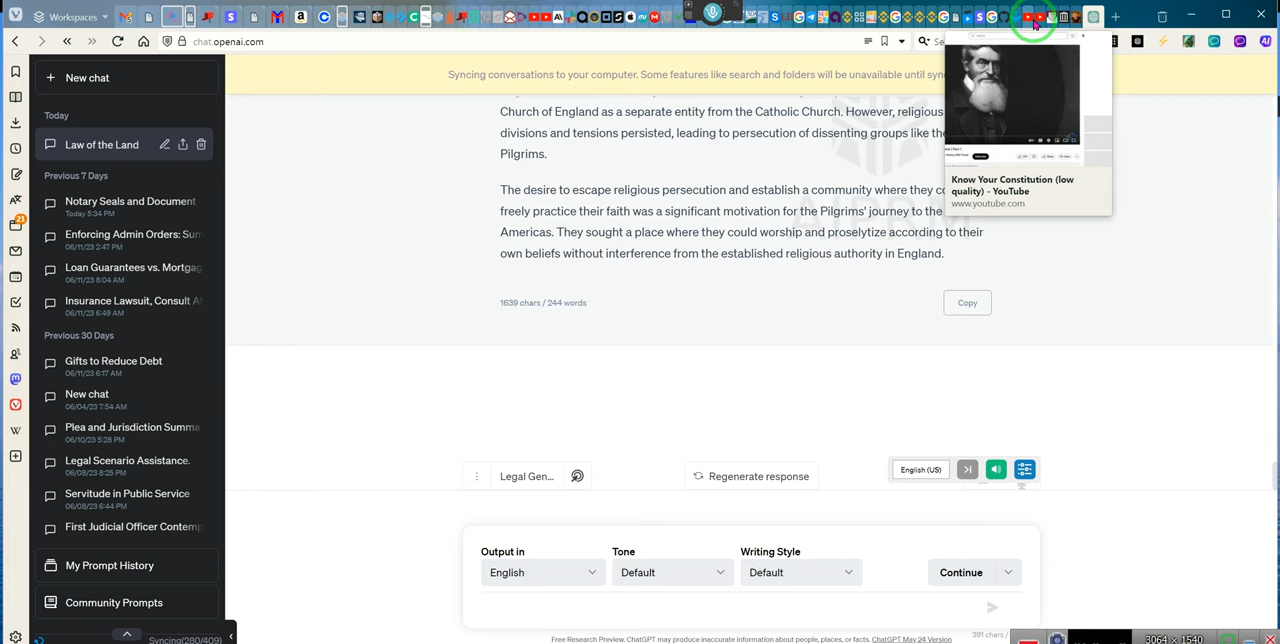 Workspaces
chat.openai.com
Se
New chat
Today
Law of the Land
Previous 7 Days
Notary Seals and Document
Today 5:34 PM
Enforcing Admin Orders: Sum
06/11/23 2:47 PM
Loan Guarantees vs. Mortgag
06/11/23 8:04 AM
Insurance Lawsuit, Consult A
06/11/23 6:49 AM
Previous 30 Days
Gifts to Reduce Debt
06/11/23 6:17 AM
New chat
06/04/23 7:54 AM
Plea and Jurisdiction Summa
06/10/23 5:28 PM
Legal Scenario Assistance.
06/08/23 8:25 PM
Servitude in Public Service
06/08/23 6:44 PM
First Judicial Officer Contemp
My Prompt History
Community Prompts
Syncing(280/409)
21
Syncing conversations to your computer. Some features like search and folders will be unavailable until syn
Church of England as a separate entity from the Catholic Church. However, religious
divisions and tensions persisted, leading to persecution of dissenting groups like the
Pilgrims.
The desire to escape religious persecution and establish a community where they co
freely practice their faith was a significant motivation for the Pilgrims' journey to the
Americas. They sought a place where they could worship and proselytize according to their
own beliefs without interference from the established religious authority in England.
AIPRM
1639 chars / 244 words
Copy
Know Your Constitution (low
quality) - YouTube
www.youtube.com
Legal Gen...
Regenerate response
English (US)
Output in
English
Tone
Default
Writing Style
Default
Continue
Free Research Preview. ChatGPT may produce inaccurate information about people, places, or facts. ChatGPT May 24 Version
391 chars /
3064 × 1540